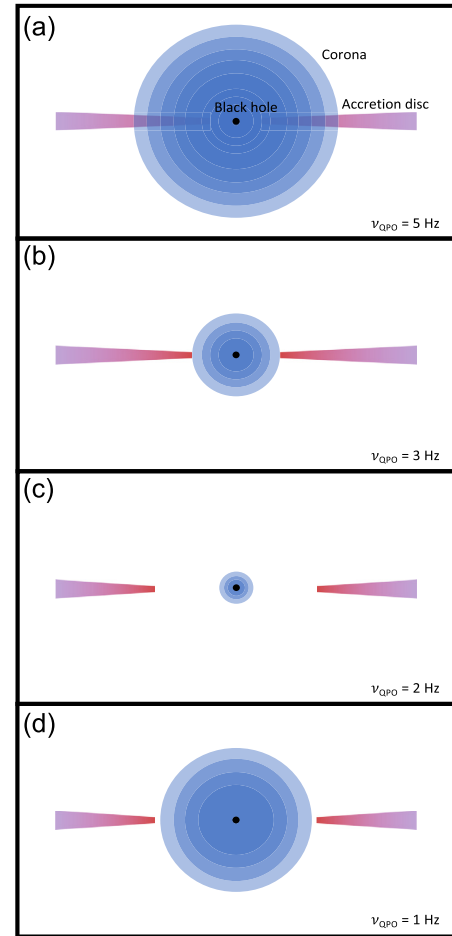 (a)
Corona
Black hole
Accretion disc
νQPO = 5 Hz
(b)
νQPO = 3 Hz
(c)
νQPO = 2 Hz
(d)
νQPO = 1 Hz